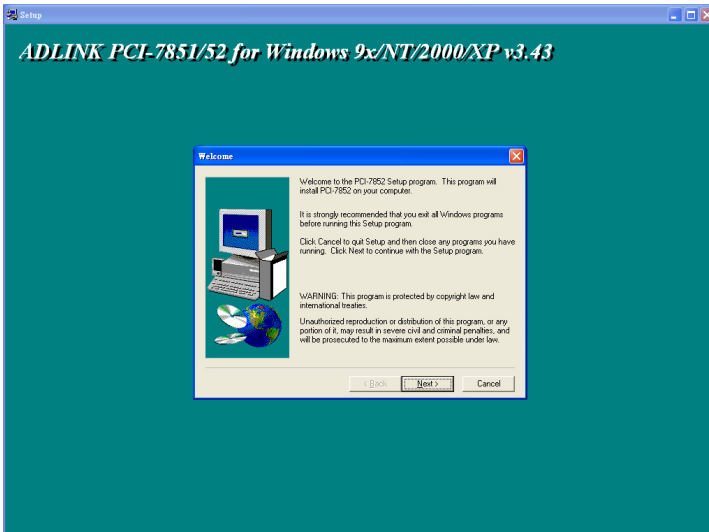 Setup
ADLINK PCI-7851/52 for Windows 9x/NT/2000/XP v3.43
Welcome
Welcome to the PCI-7852 Setup program. This program will
install PCI-7852 on your computer.
It is strongly recommended that you exit all Windows programs
before running this Setup program.
Click Cancel to quit Setup and then close any programs you have
running. Click Next to continue with the Setup program.
WARNING: This program is protected by copyright law and
international treaties.
Unauthorized reproduction or distribution of this program, or any
portion of it, may result in severe civil and criminal penalties, and
will be prosecuted to the maximum extent possible under law.
< Back Next > Cancel